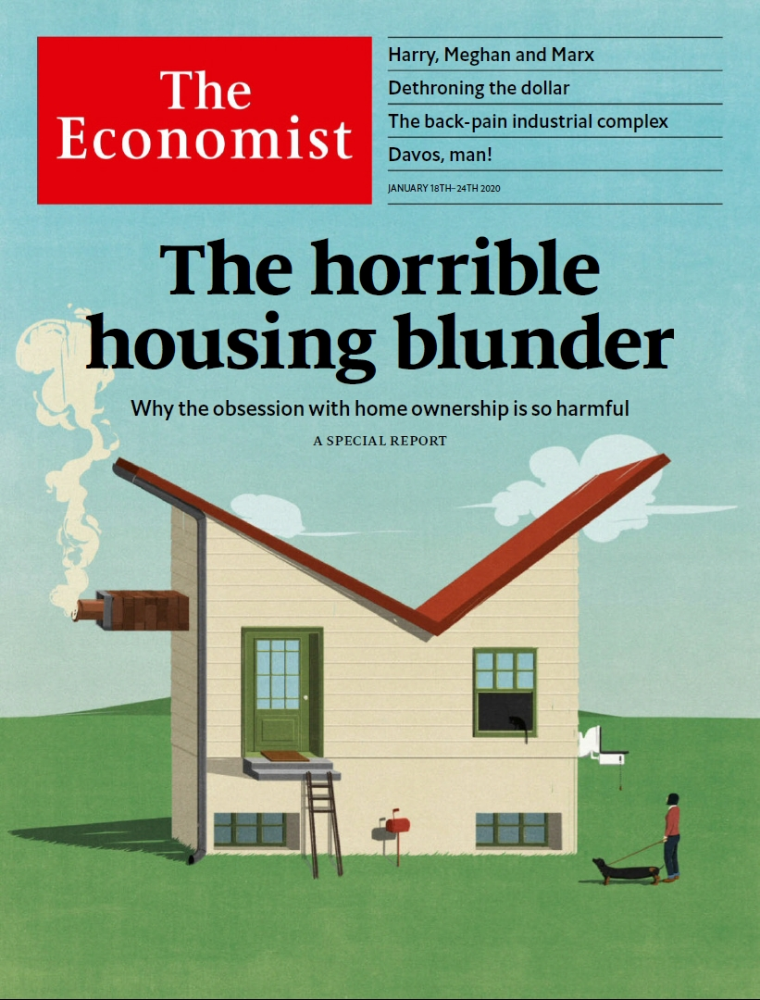 The
Economist
Harry, Meghan and Marx
Dethroning the dollar
The back-pain industrial complex
Davos, man!
JANUARY 18TH–24TH 2020
The horrible
housing blunder
Why the obsession with home ownership is so harmful
A SPECIAL REPORT